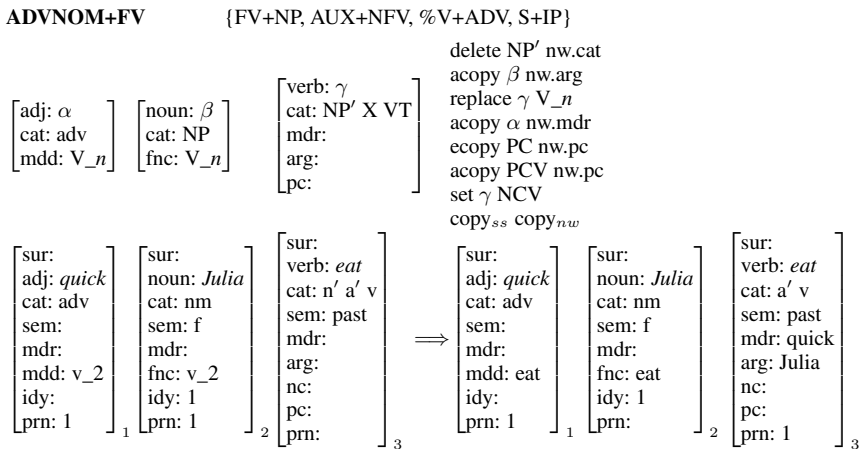 ADVNOM+FV {FV+NP, AUX+NFV, %V+ADV, S+IP}
delete NP′ nw.cat
acopy β nw.arg
replace γ V_n
acopy α nw.mdr
ecopy PC nw.pc
acopy PCV nw.pc
set γ NCV
copyss copynw
adj: α
cat: adv
mdd: V_n
noun: β
cat: NP
fnc: V_n
verb: γ
cat: NP′ X VT
mdr:
arg:
pc:
sur:
adj: quick
cat: adv
sem:
mdr:
mdd: v_2
idy:
prn: 1
1
sur:
noun: Julia
cat: nm
sem: f
mdr:
fnc: v_2
idy: 1
prn: 1
2
sur:
verb: eat
cat: n′ a′ v
sem: past
mdr:
arg:
nc:
pc:
prn:
3
⟹
sur:
adj: quick
cat: adv
sem:
mdr:
mdd: eat
idy:
prn: 1
1
sur:
noun: Julia
cat: nm
sem: f
mdr:
fnc: eat
idy: 1
prn:
2
sur:
verb: eat
cat: a′ v
sem: past
mdr: quick
arg: Julia
nc:
pc:
prn: 1
3